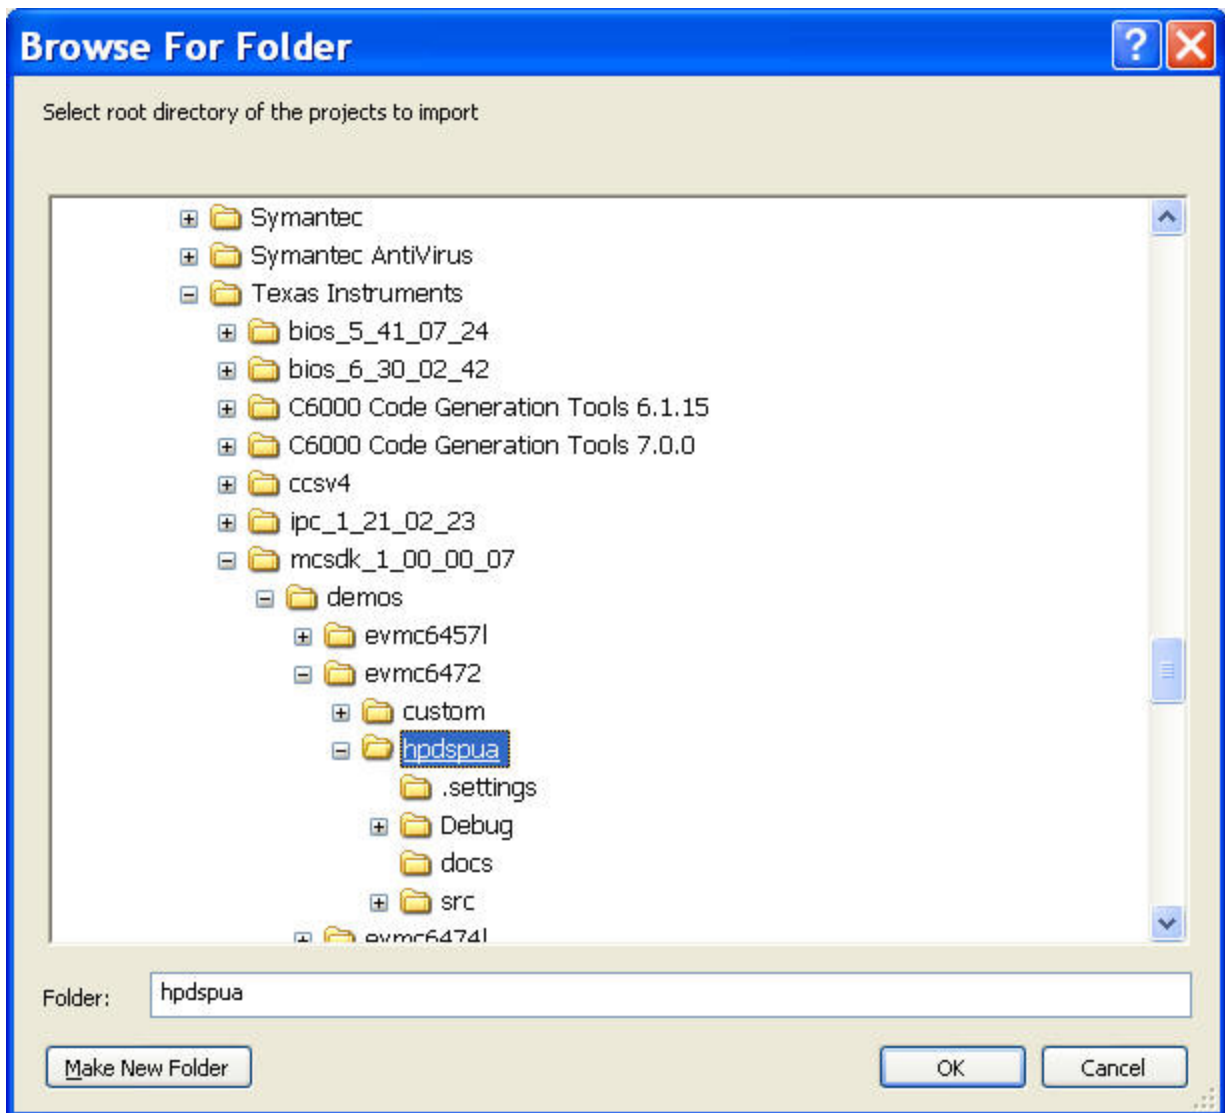 Browse For Folder
Select root directory of the projects to import
Symantec
Symantec AntiVirus
Texas Instruments
bios_5_41_07_24
bios_6_30_02_42
C6000 Code Generation Tools 6.1.15
C6000 Code Generation Tools 7.0.0
ccsv4
ipc_1_21_02_23
mcsdk_1_00_00_07
demos
evmc6457l
evmc6472
custom
hpdspua
.settings
Debug
docs
src
evmc6474l
Folder: hpdspua
Make New Folder OK Cancel